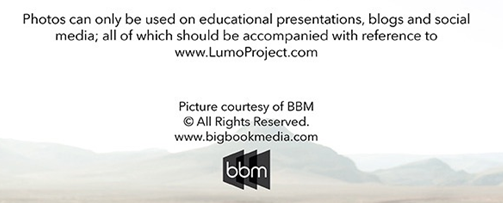 Photos can only be used on educational presentations, blogs and social
media; all of which should be accompanied with reference to
www.LumoProject.com
Picture courtesy of BBM
© All Rights Reserved.
www.bigbookmedia.com
bbm